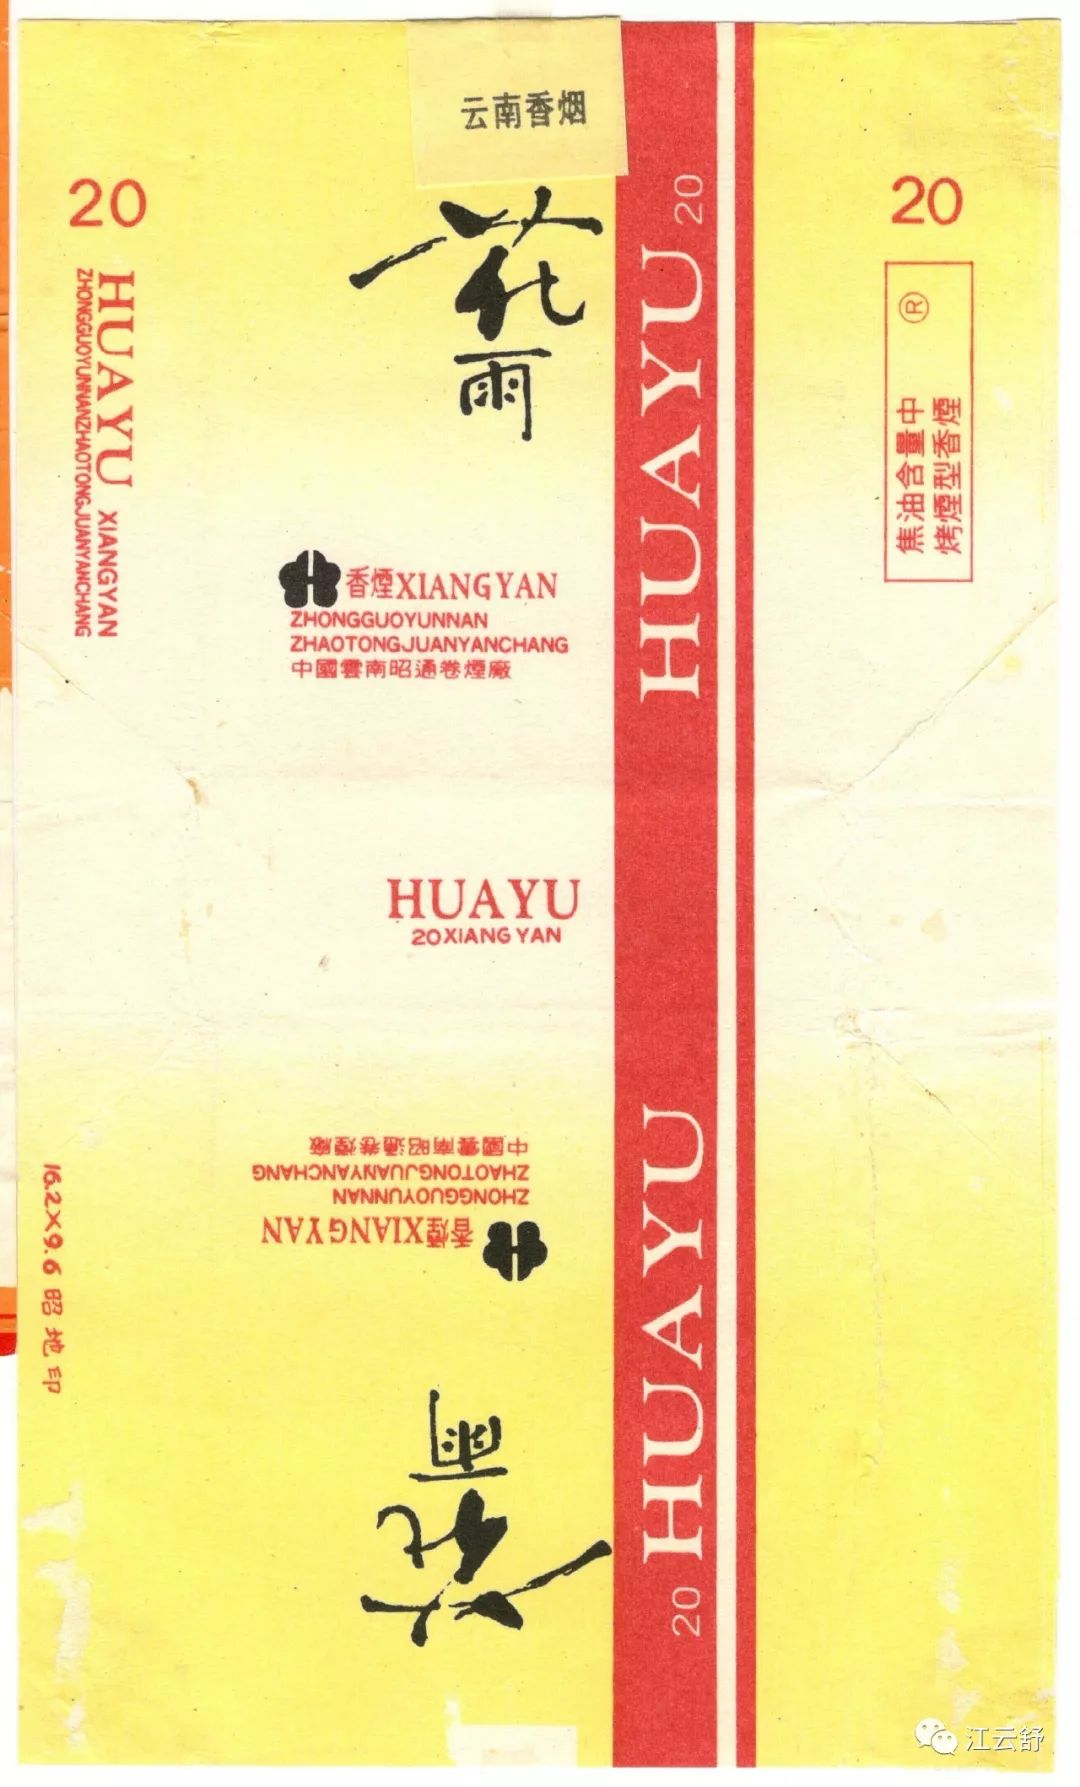 云南香烟
20
HUAYU XIANGYAN
ZHONGGUOYUNNANZHAOTONGJUANYANCHANG
花雨
H
香煙XIANGYAN
ZHONGGUOYUNNAN
ZHAOTONGJUANYANCHANG
中國雲南昭通卷煙廠
HUAYU 20
20
®
焦油含量中
烤煙型香煙
HUAYU
20XIANGYAN
中國雲南昭通卷煙廠
ZHAOTONGJUANYANCHANG
ZHONGGUOYUNNAN
香煙XIANGYAN
H
花雨
20 HUAYU
16.2×9.6 昭地印
江云舒